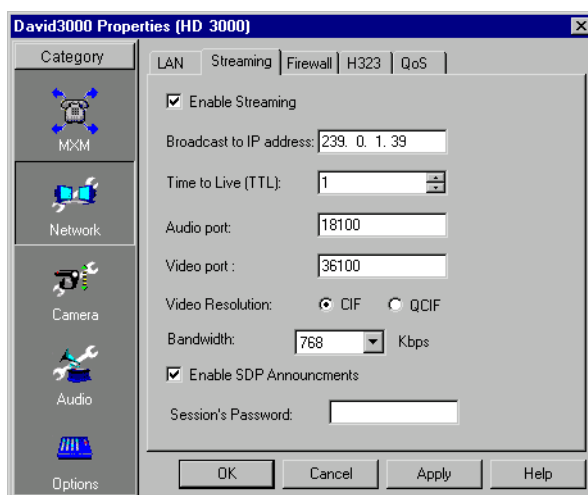 David3000 Properties (HD 3000)
Category
MXM
Network
Camera
Audio
Options
LAN Streaming Firewall H323 QoS
Enable Streaming
Broadcast to IP address: 239. 0. 1. 39
Time to Live (TTL): 1
Audio port: 18100
Video port : 36100
Video Resolution: CIF QCIF
Bandwidth: 768 Kbps
Enable SDP Announcments
Session's Password:
OK Cancel Apply Help